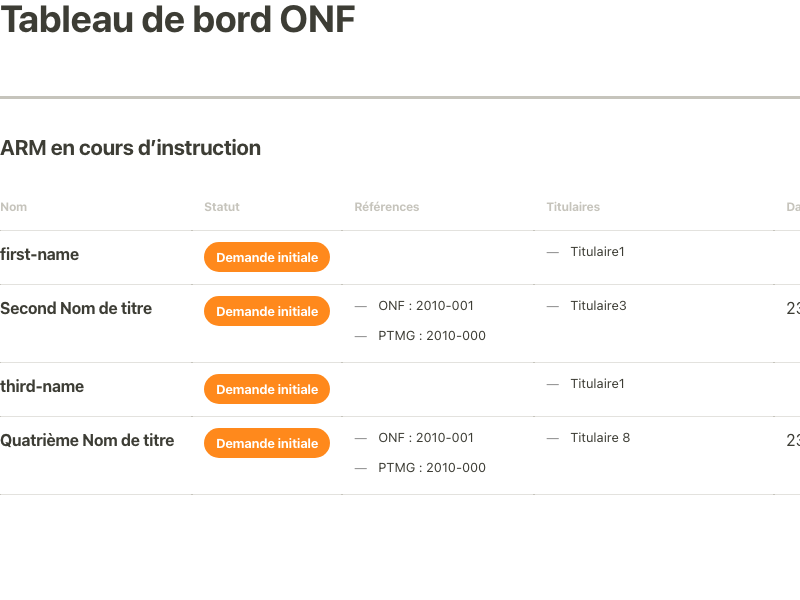 Tableau de bord ONF
ARM en cours d’instruction
Nom Statut Références Titulaires Da
first-name Demande initiale — Titulaire1
Second Nom de titre Demande initiale — ONF : 2010-001 — Titulaire3 23
— PTMG : 2010-000
third-name Demande initiale — Titulaire1
Quatrième Nom de titre Demande initiale — ONF : 2010-001 — Titulaire 8 23
— PTMG : 2010-000